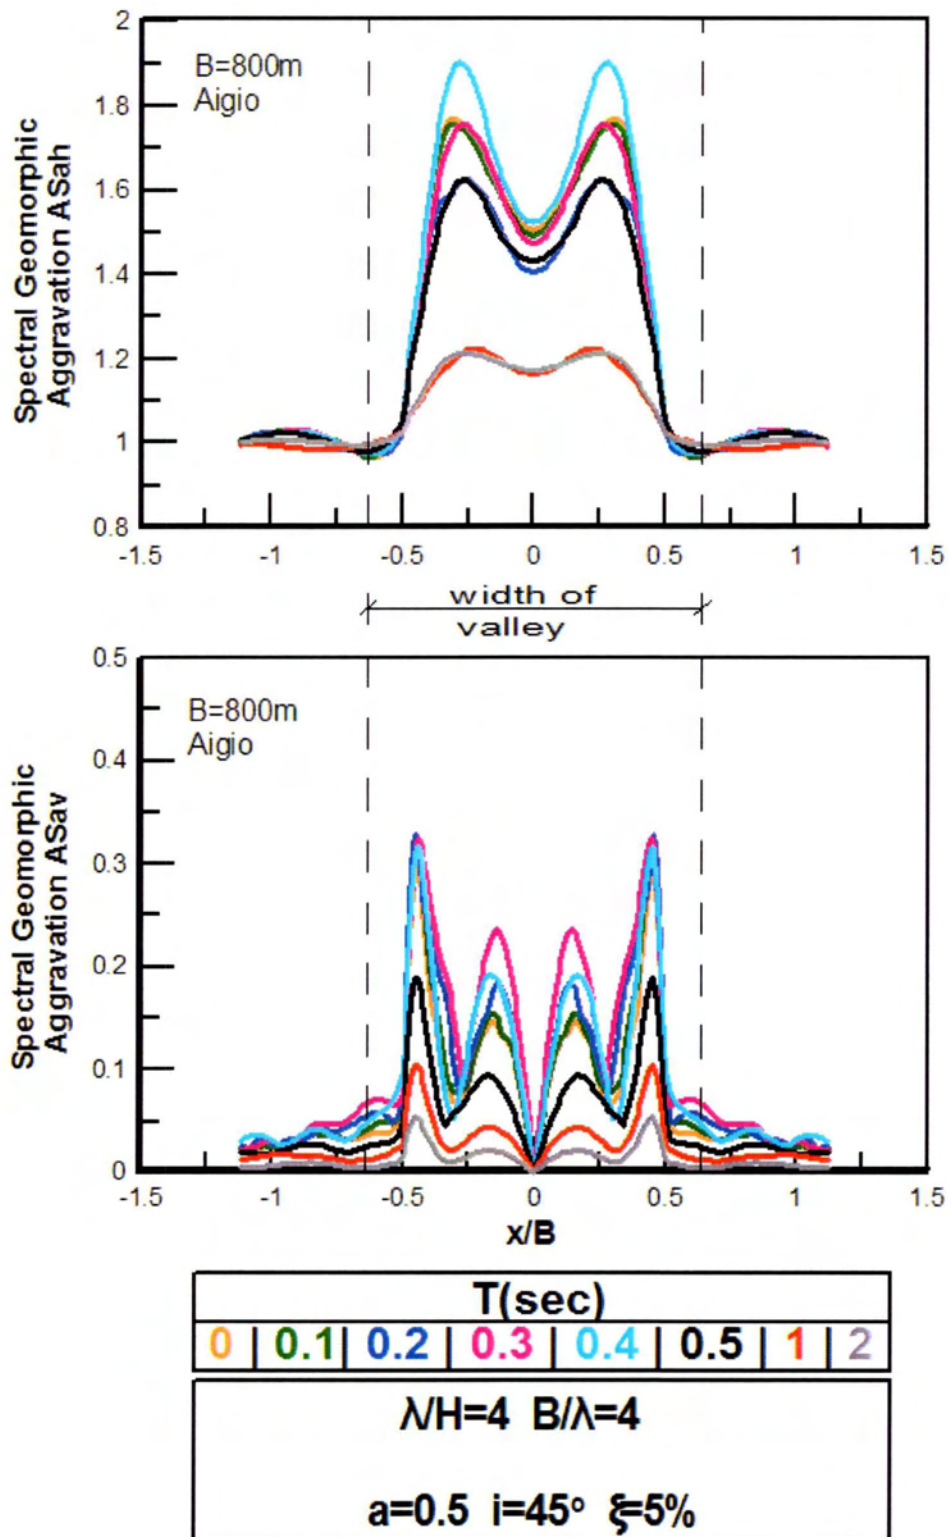 2
B=800m
Aigio
1.8
1.6
1.4
1.2
1
0.8
Spectral Geomorphic
Aggravation ASah
-1.5 -1 -0.5 0 0.5 1 1.5
width of
valley
0.5
B=800m
Aigio
0.4
0.3
0.2
0.1
0
Spectral Geomorphic
Aggravation ASav
-1.5 -1 -0.5 0 0.5 1 1.5
x/B
T(sec)
0 | 0.1 | 0.2 | 0.3 | 0.4 | 0.5 | 1 | 2
λ/H=4 B/λ=4
a=0.5 i=45° ξ=5%